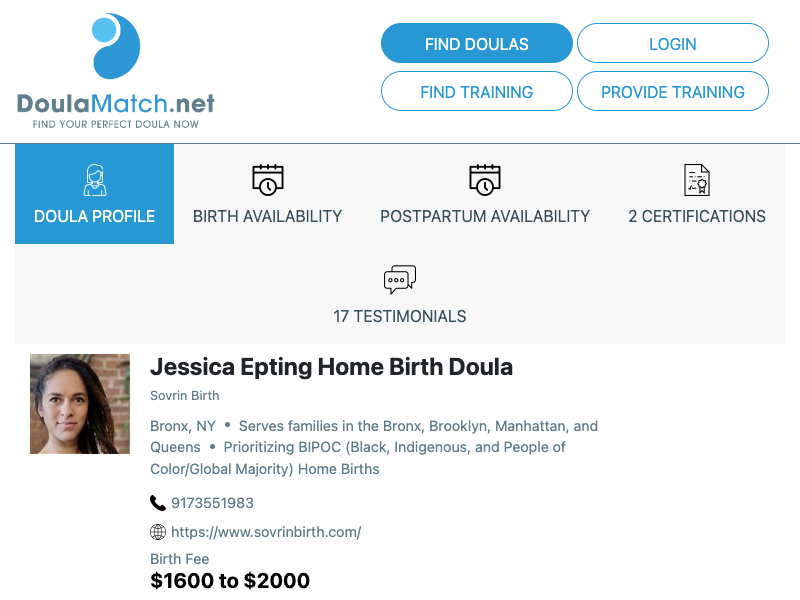 DoulaMatch.net
FIND YOUR PERFECT DOULA NOW
FIND DOULAS
LOGIN
FIND TRAINING
PROVIDE TRAINING
DOULA PROFILE
BIRTH AVAILABILITY
POSTPARTUM AVAILABILITY
2 CERTIFICATIONS
17 TESTIMONIALS
Jessica Epting Home Birth Doula
Sovrin Birth
Bronx, NY • Serves families in the Bronx, Brooklyn, Manhattan, and
Queens • Prioritizing BIPOC (Black, Indigenous, and People of
Color/Global Majority) Home Births
9173551983
https://www.sovrinbirth.com/
Birth Fee
$1600 to $2000